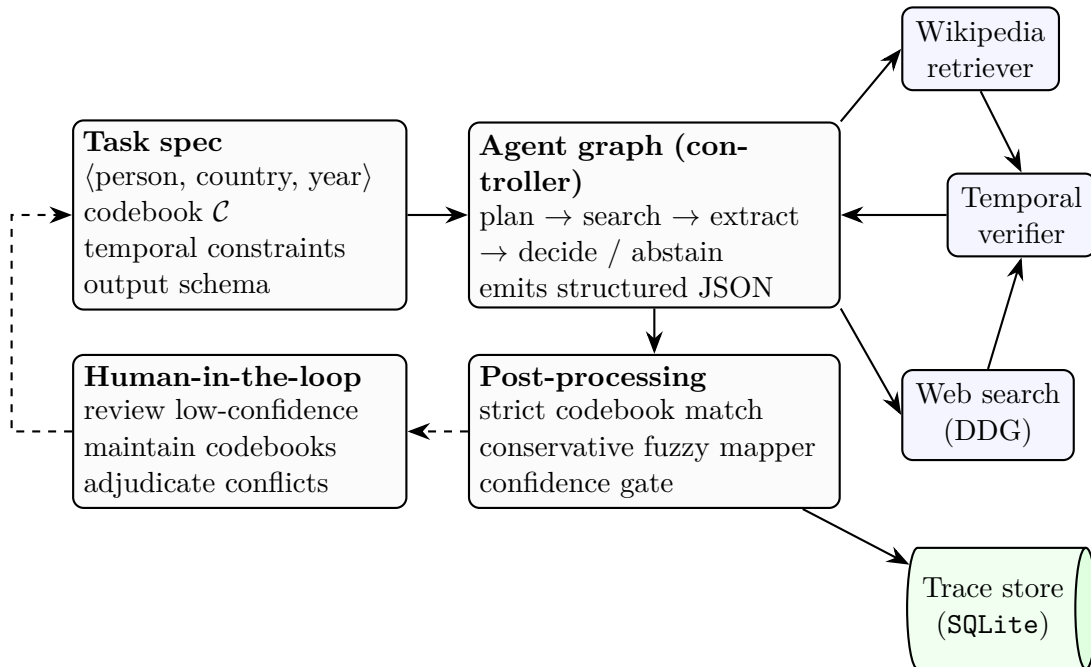 Task spec
⟨person, country, year⟩
codebook 𝒞
temporal constraints
output schema
Agent graph (con-
troller)
plan → search → extract
→ decide / abstain
emits structured JSON
Wikipedia
retriever
Temporal
verifier
Web search
(DDG)
Human-in-the-loop
review low-confidence
maintain codebooks
adjudicate conflicts
Post-processing
strict codebook match
conservative fuzzy mapper
confidence gate
Trace store
(SQLite)